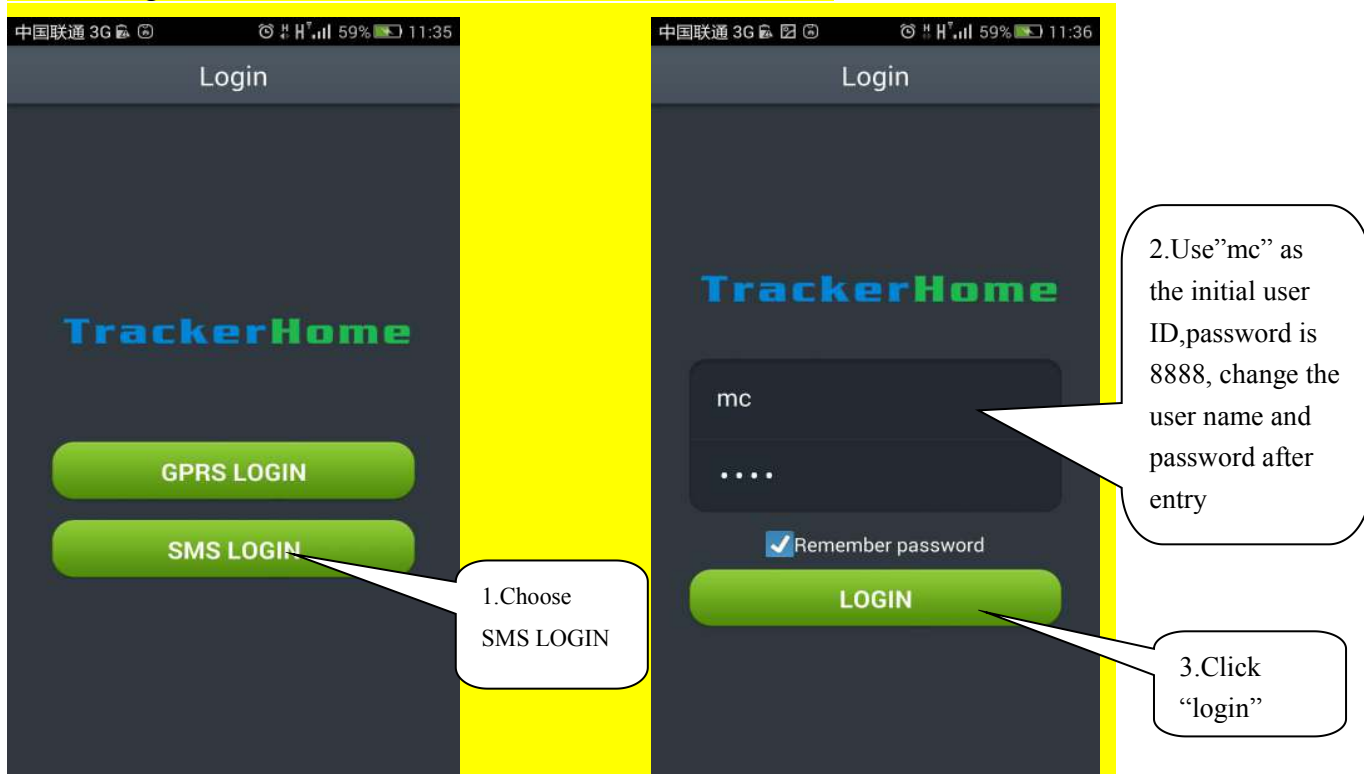 中国联通 3G 59% 11:35
Login
TrackerHome
GPRS LOGIN
SMS LOGIN
1.Choose
SMS LOGIN
中国联通 3G 59% 11:36
Login
TrackerHome
mc
••••
Remember password
LOGIN
2.Use”mc” as
the initial user
ID,password is
8888, change the
user name and
password after
entry
3.Click
“login”